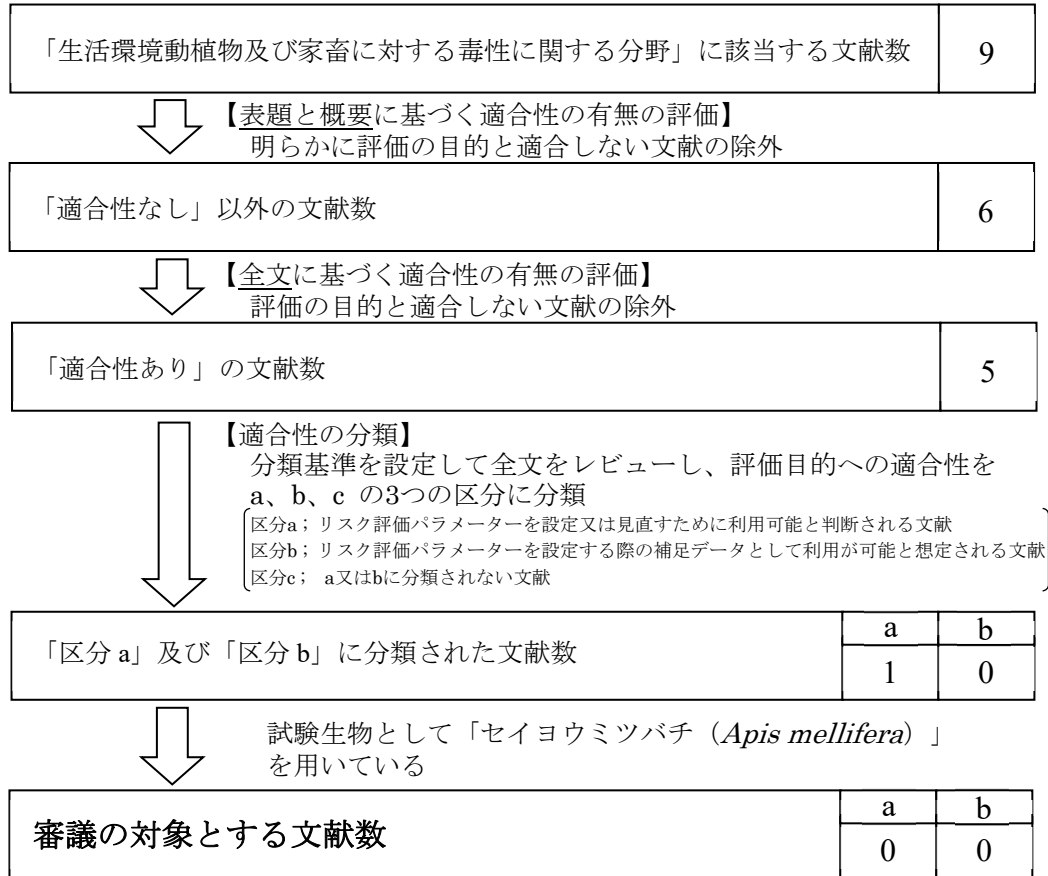 「生活環境動植物及び家畜に対する毒性に関する分野」に該当する文献数 9
【表題と概要に基づく適合性の有無の評価】
明らかに評価の目的と適合しない文献の除外
「適合性なし」以外の文献数 6
【全文に基づく適合性の有無の評価】
評価の目的と適合しない文献の除外
「適合性あり」の文献数 5
【適合性の分類】
分類基準を設定して全文をレビューし、評価目的への適合性を
a、b、c の3つの区分に分類
区分a；リスク評価パラメーターを設定又は見直すために利用可能と判断される文献
区分b；リスク評価パラメーターを設定する際の補足データとして利用が可能と想定される文献
区分c； a又はbに分類されない文献
a b
「区分 a」及び「区分 b」に分類された文献数
1 0
試験生物として「セイヨウミツバチ（Apis mellifera）」
を用いている
a b
審議の対象とする文献数
0 0